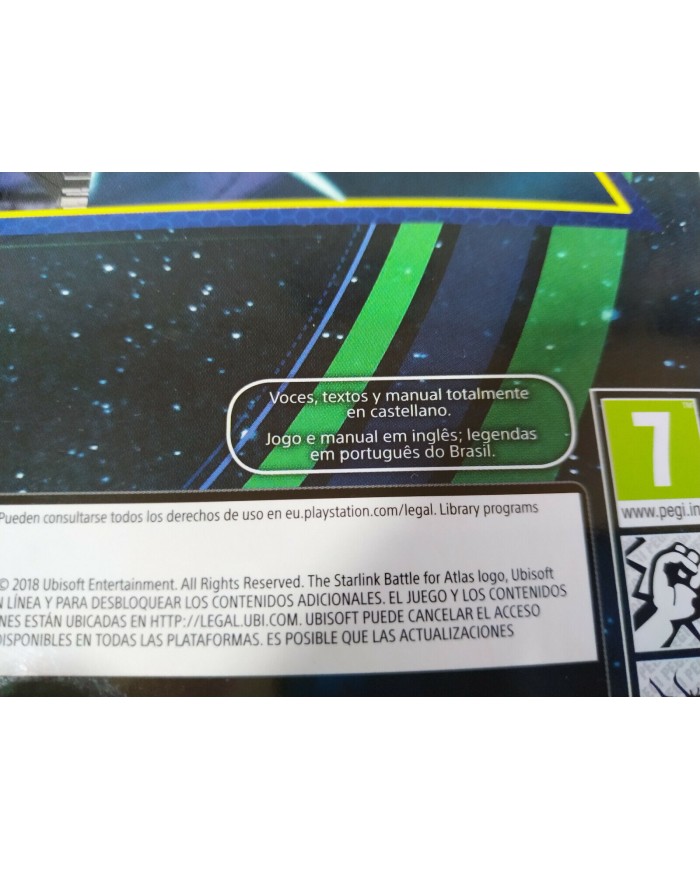 Voces, textos y manual totalmente
en castellano.
Jogo e manual em inglês; legendas
em português do Brasil.
7
www.pegi.in
Pueden consultarse todos los derechos de uso en eu.playstation.com/legal. Library programs
© 2018 Ubisoft Entertainment. All Rights Reserved. The Starlink Battle for Atlas logo, Ubisoft
N LÍNEA Y PARA DESBLOQUEAR LOS CONTENIDOS ADICIONALES. EL JUEGO Y LOS CONTENIDOS
NES ESTÁN UBICADAS EN HTTP://LEGAL.UBI.COM. UBISOFT PUEDE CANCELAR EL ACCESO
DISPONIBLES EN TODAS LAS PLATAFORMAS. ES POSIBLE QUE LAS ACTUALIZACIONES